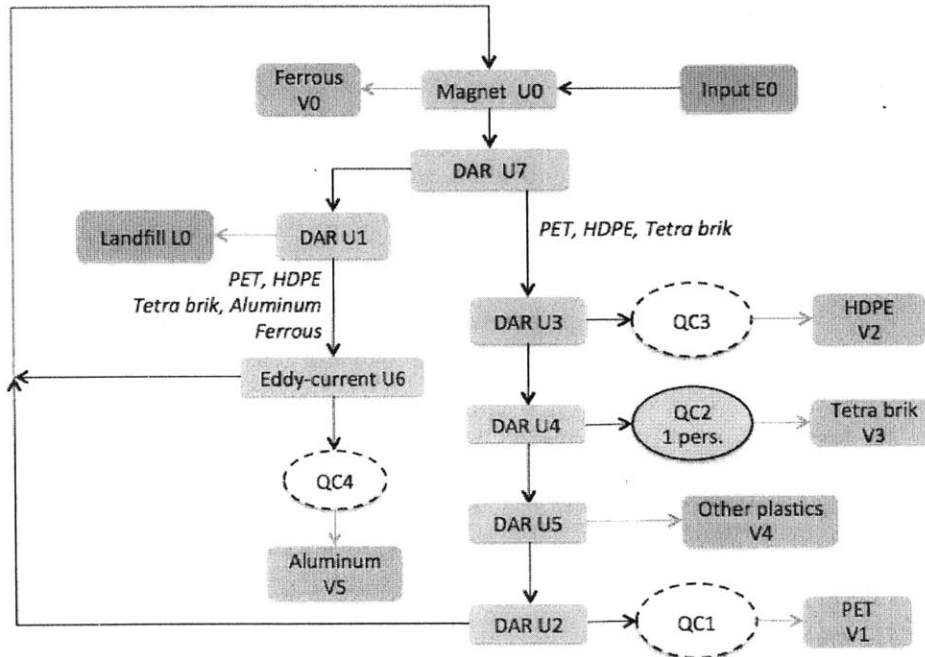 Ferrous
V0
Magnet U0
Input E0
DAR U7
Landfill L0
DAR U1
PET, HDPE, Tetra brik
PET, HDPE
Tetra brik, Aluminum
Ferrous
DAR U3
QC3
HDPE
V2
Eddy-current U6
DAR U4
QC2
1 pers.
Tetra brik
V3
QC4
DAR U5
Other plastics
V4
Aluminum
V5
DAR U2
QC1
PET
V1